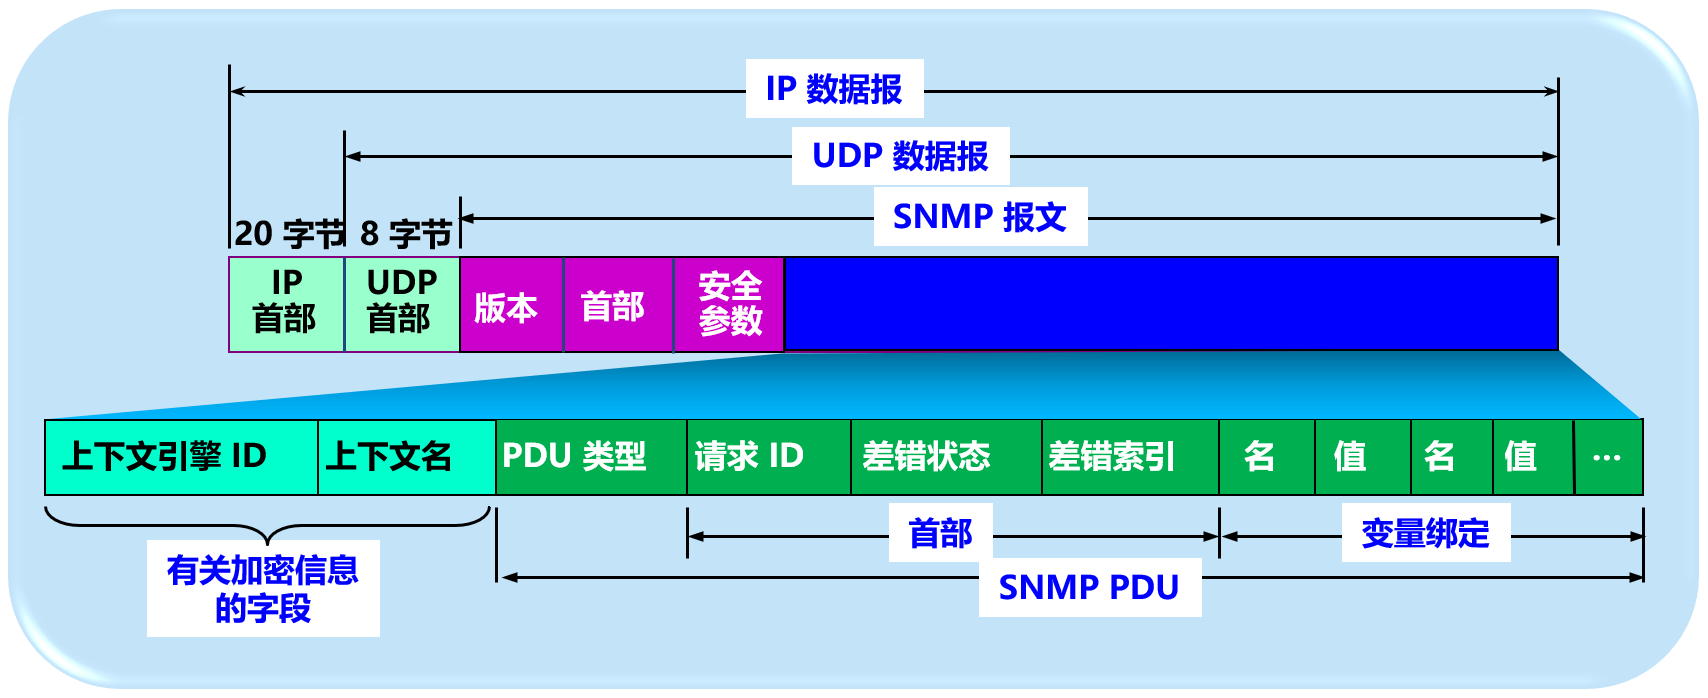 IP 数据报
UDP 数据报
SNMP 报文
20 字节
8 字节
IP
首部
UDP
首部
版本
首部
安全
参数
上下文引擎 ID
上下文名
PDU 类型
请求 ID
差错状态
差错索引
名
值
名
值
...
首部
变量绑定
有关加密信息
的字段
SNMP PDU